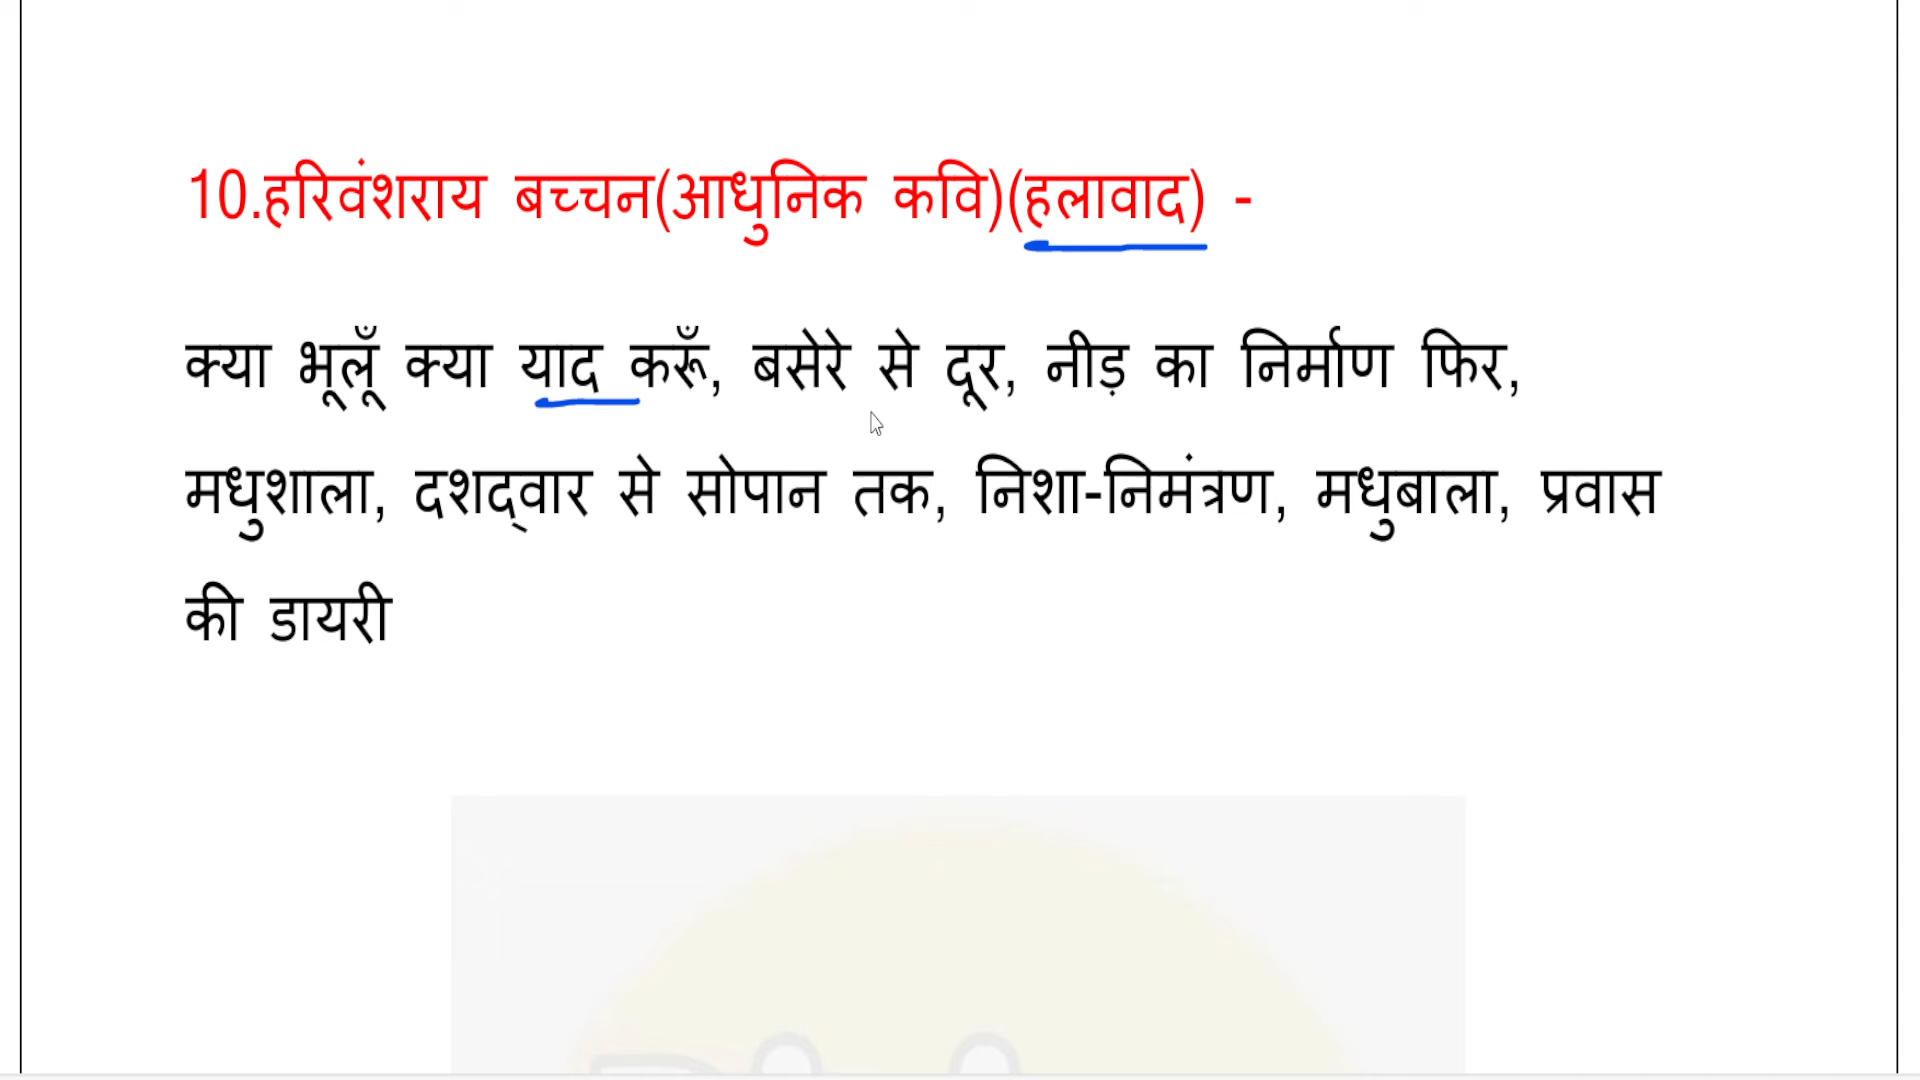 10.हरिवंशराय बच्चन(आधुनिक कवि)(हलावाद) -
क्या भूलूँ क्या याद करूँ, बसेरे से दूर, नीड़ का निर्माण फिर,
मधुशाला, दशद्वार से सोपान तक, निशा-निमंत्रण, मधुबाला, प्रवास
की डायरी